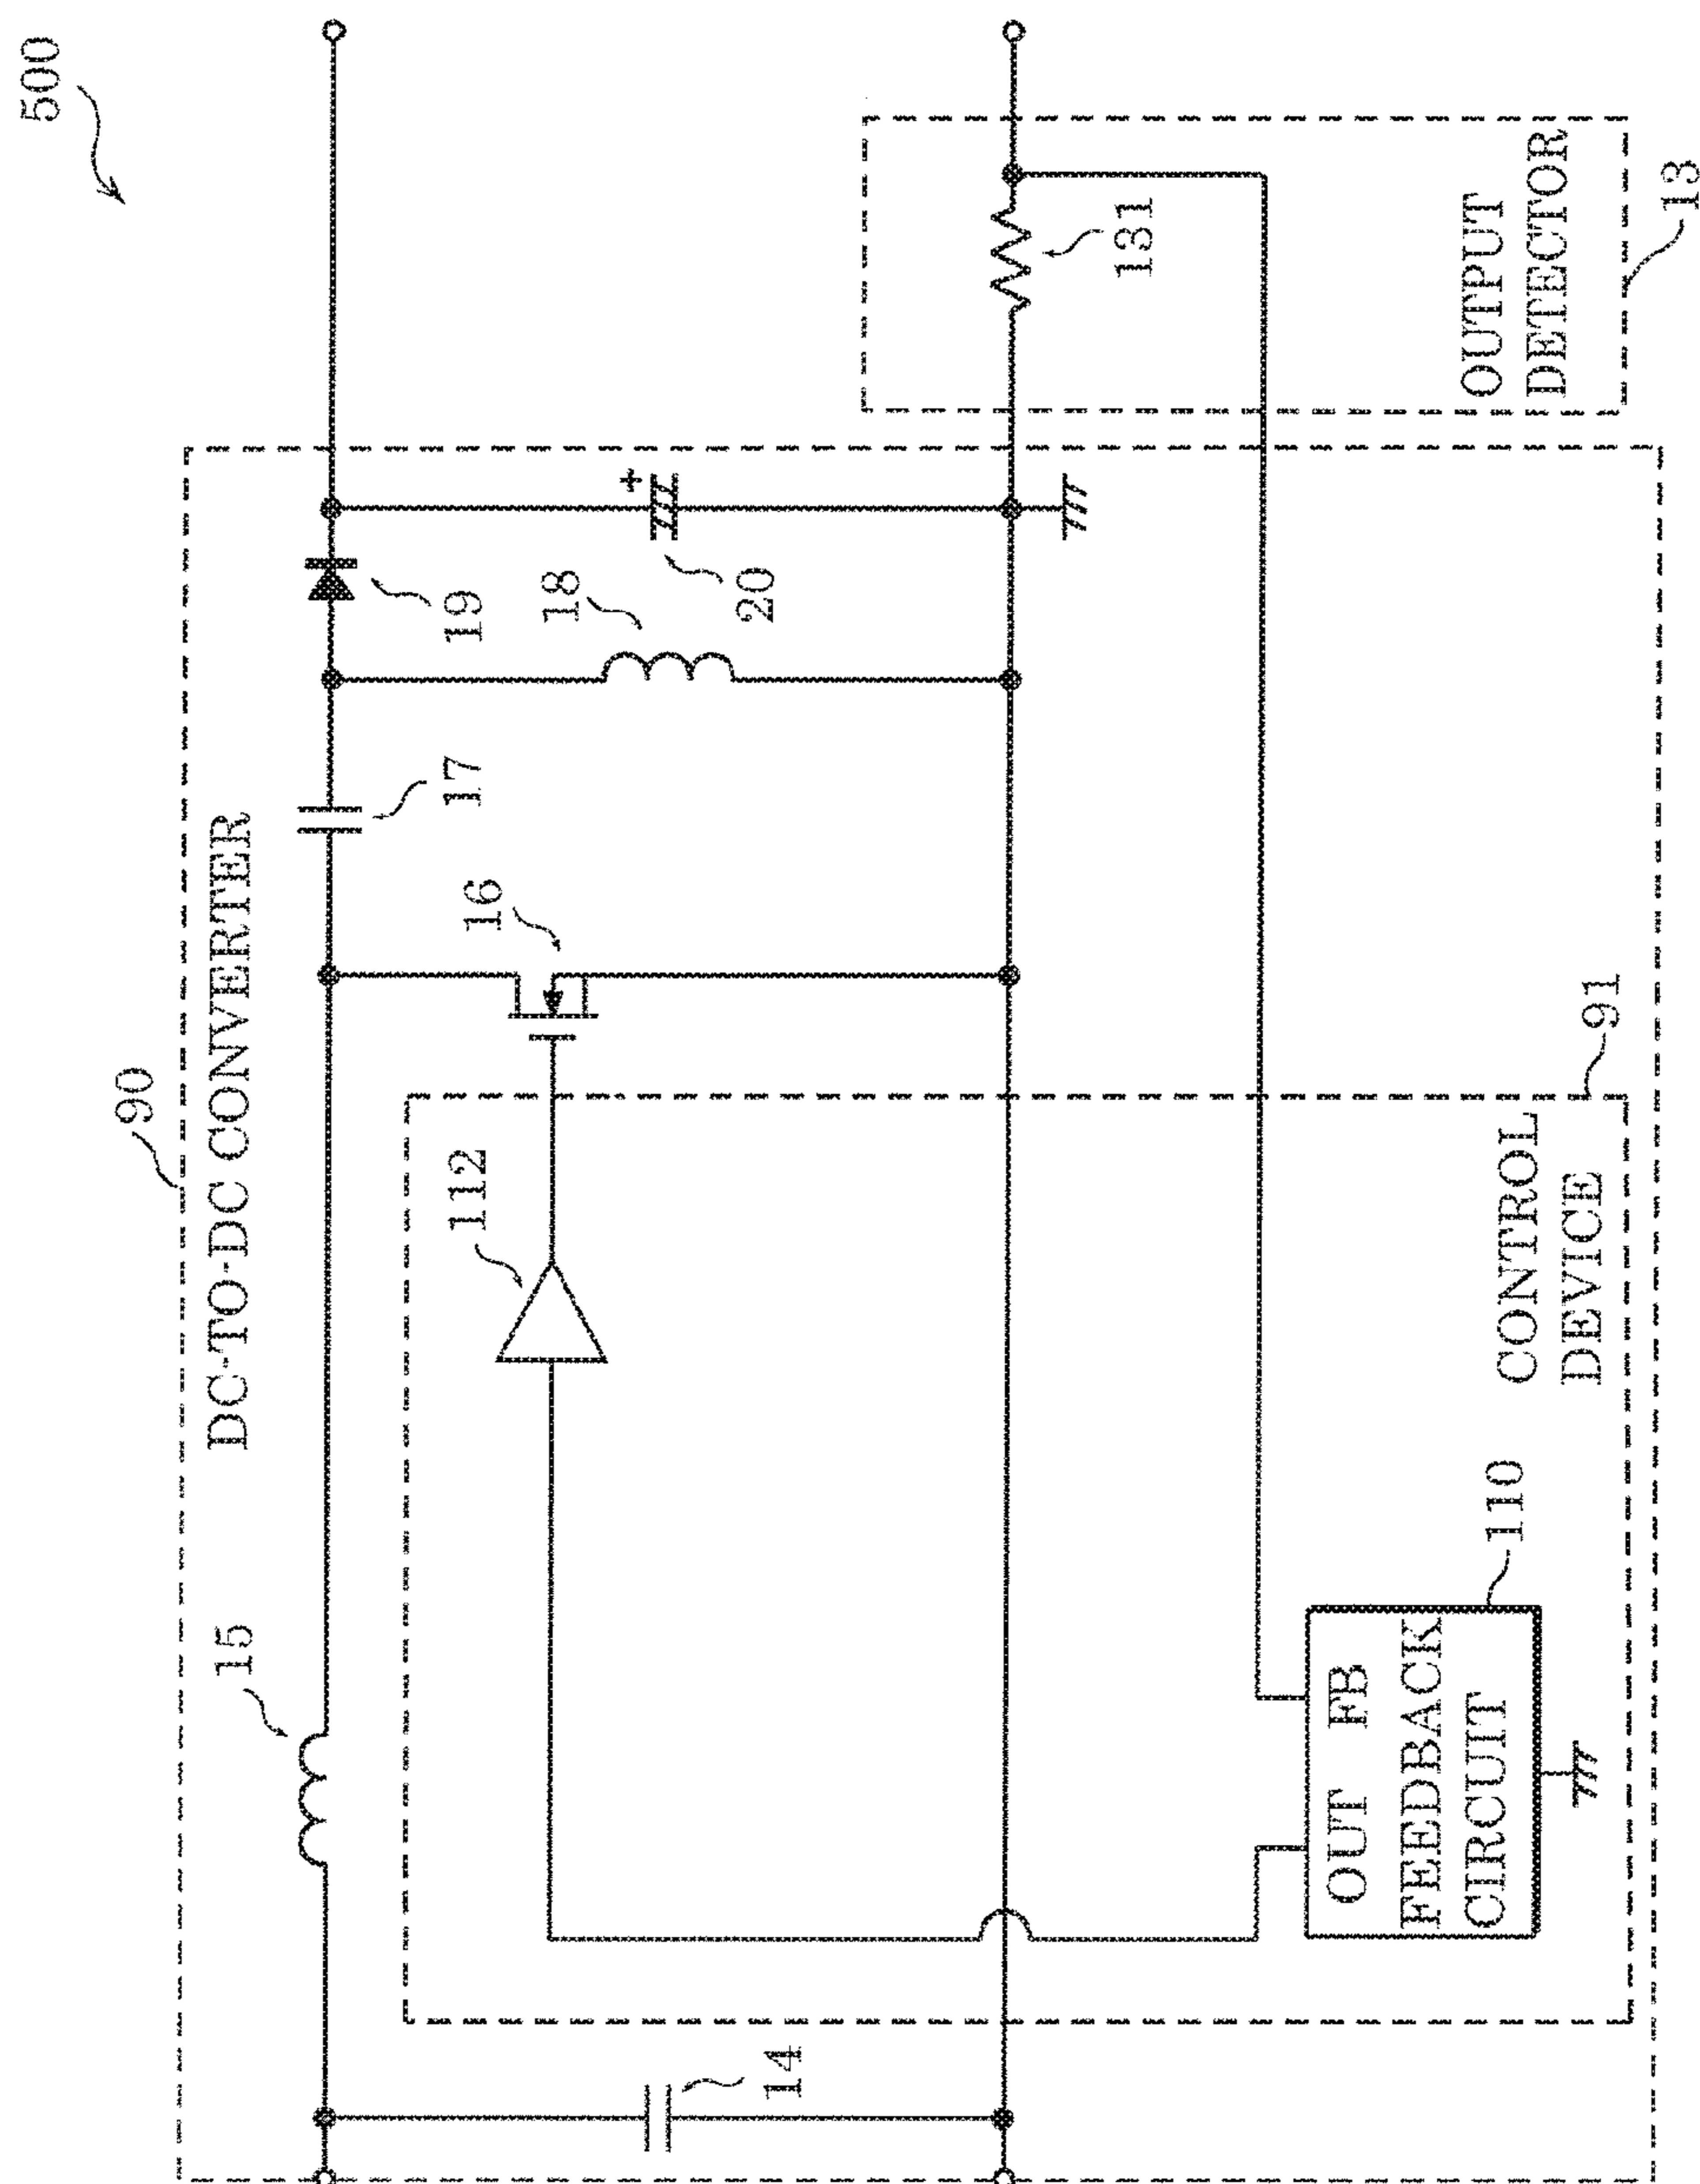 500
90
DC-TO-DC CONVERTER
15
112
16
17
19
18
20
14
131
OUTPUT
DETECTOR
13
CONTROL
DEVICE
91
OUT FB
FEEDBACK
CIRCUIT
110
+